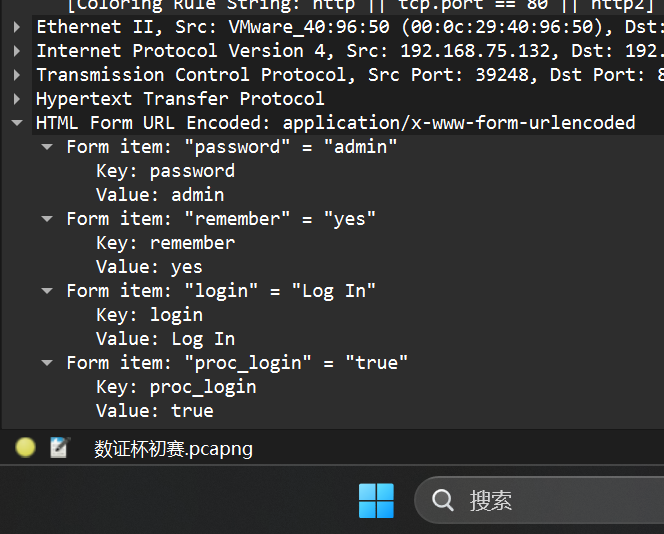 [Coloring Rule String: http || tcp.port == 80 || http2]
Ethernet II, Src: VMware_40:96:50 (00:0c:29:40:96:50), Dst:
Internet Protocol Version 4, Src: 192.168.75.132, Dst: 192.
Transmission Control Protocol, Src Port: 39248, Dst Port: 8
Hypertext Transfer Protocol
HTML Form URL Encoded: application/x-www-form-urlencoded
Form item: "password" = "admin"
Key: password
Value: admin
Form item: "remember" = "yes"
Key: remember
Value: yes
Form item: "login" = "Log In"
Key: login
Value: Log In
Form item: "proc_login" = "true"
Key: proc_login
Value: true
数证杯初赛.pcapng
搜索